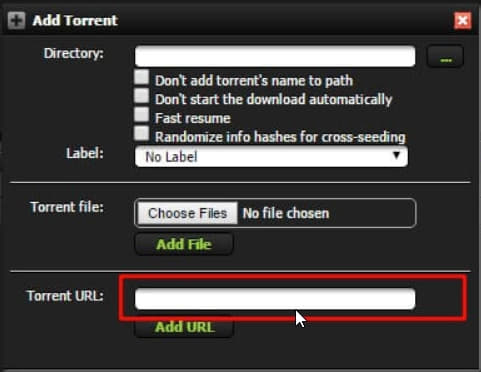 Add Torrent
Directory:
...
Don't add torrent's name to path
Don't start the download automatically
Fast resume
Randomize info hashes for cross-seeding
Label:
No Label
Torrent file:
Choose Files No file chosen
Add File
Torrent URL:
Add URL